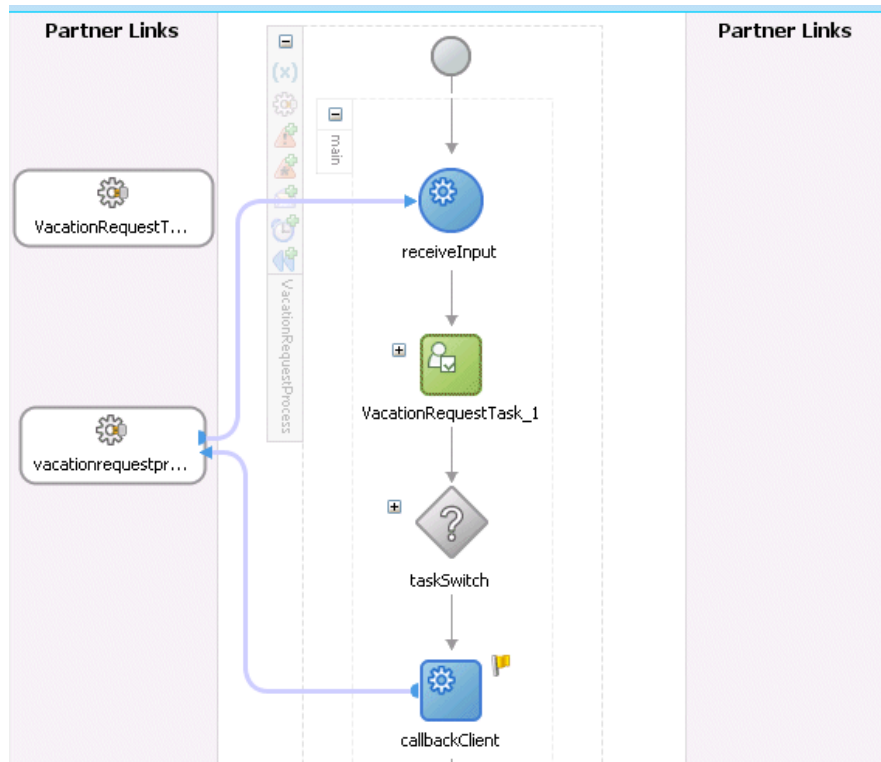 Partner Links
Partner Links
(x)
main
VacationRequestT...
receiveInput
VacationRequestProcess
VacationRequestTask_1
vacationrequestpr...
taskSwitch
callbackClient